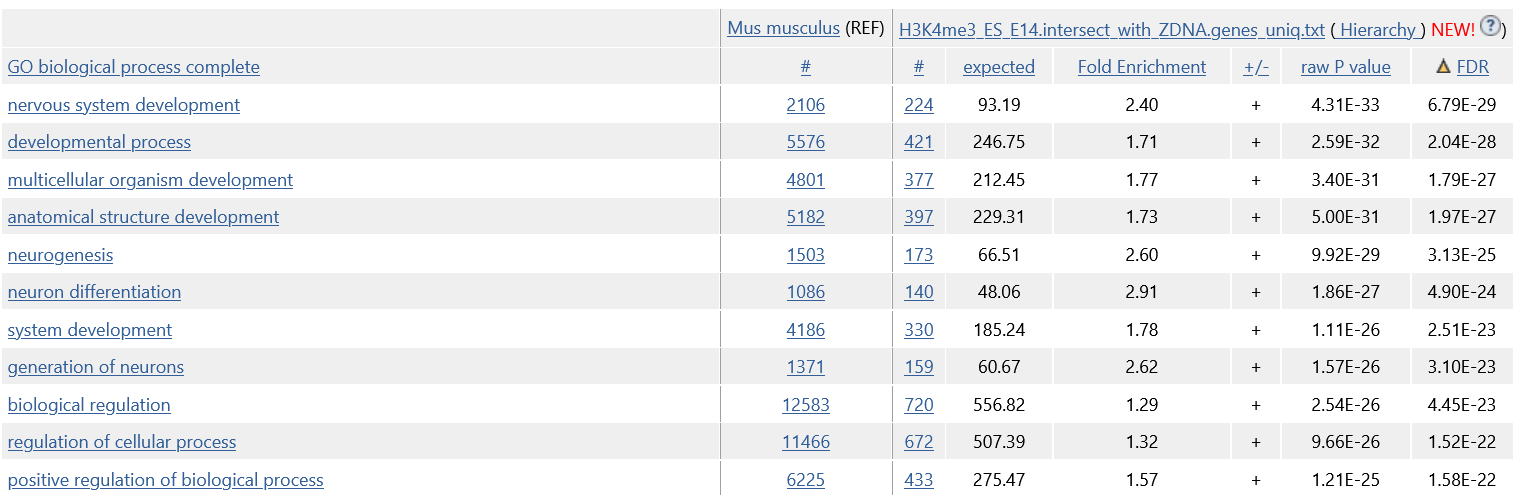 Mus musculus (REF) H3K4me3_ES_E14.intersect_with_ZDNA.genes_uniq.txt ( Hierarchy ) NEW! ? )
GO biological process complete # # expected Fold Enrichment +/- raw P value FDR
nervous system development 2106 224 93.19 2.40 + 4.31E-33 6.79E-29
developmental process 5576 421 246.75 1.71 + 2.59E-32 2.04E-28
multicellular organism development 4801 377 212.45 1.77 + 3.40E-31 1.79E-27
anatomical structure development 5182 397 229.31 1.73 + 5.00E-31 1.97E-27
neurogenesis 1503 173 66.51 2.60 + 9.92E-29 3.13E-25
neuron differentiation 1086 140 48.06 2.91 + 1.86E-27 4.90E-24
system development 4186 330 185.24 1.78 + 1.11E-26 2.51E-23
generation of neurons 1371 159 60.67 2.62 + 1.57E-26 3.10E-23
biological regulation 12583 720 556.82 1.29 + 2.54E-26 4.45E-23
regulation of cellular process 11466 672 507.39 1.32 + 9.66E-26 1.52E-22
positive regulation of biological process 6225 433 275.47 1.57 + 1.21E-25 1.58E-22